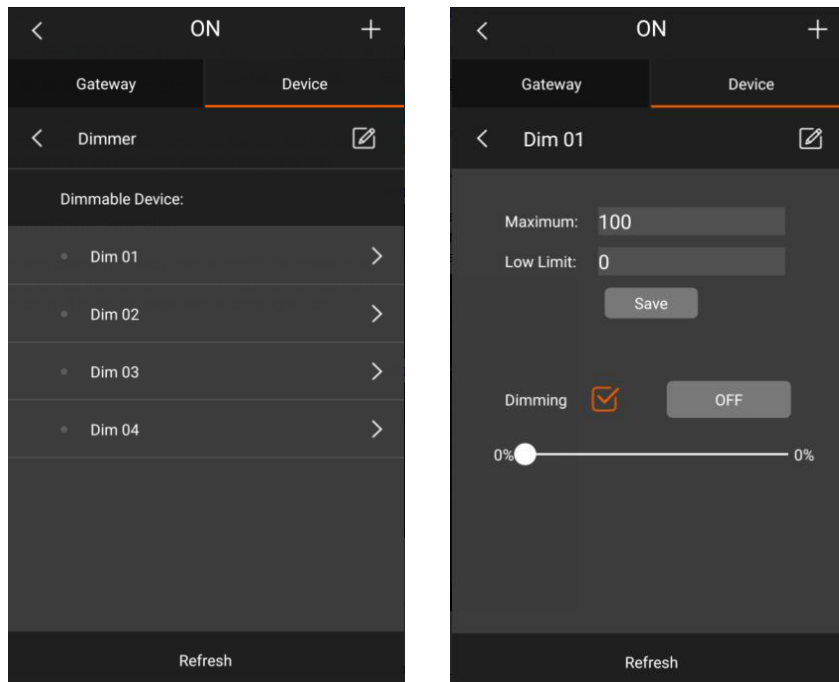 ON
Gateway Device
Dimmer
Dimmable Device:
Dim 01
Dim 02
Dim 03
Dim 04
Refresh
ON
Gateway Device
Dim 01
Maximum: 100
Low Limit: 0
Save
Dimming OFF
0% 0%
Refresh